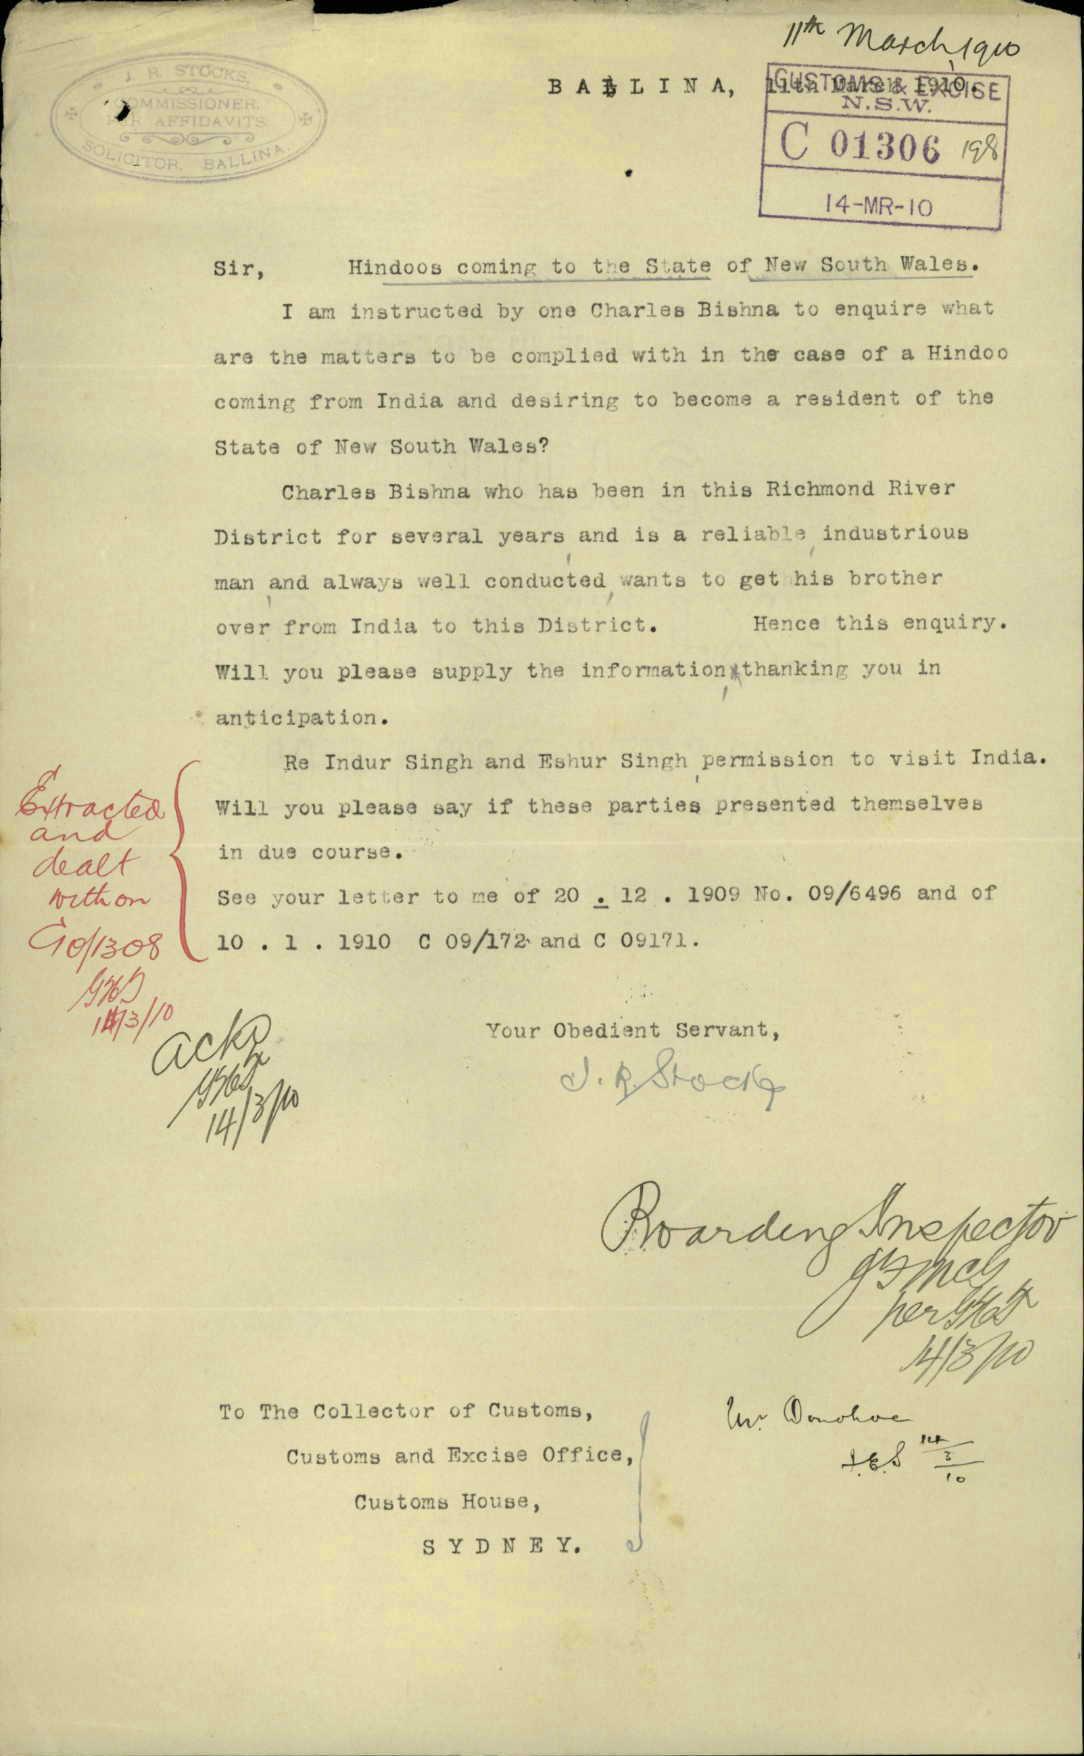 11th March, 1910
J. R. STOCKS,
COMMISSIONER
FOR AFFIDAVITS
SOLICITOR, BALLINA.
BALLINA, 11th March 1910.
CUSTOMS & EXCISE
N.S.W.
C 01306 198
14-MR-10
Sir, Hindoos coming to the State of New South Wales.
I am instructed by one Charles Bishna to enquire what
are the matters to be complied with in the case of a Hindoo
coming from India and desiring to become a resident of the
State of New South Wales?
Charles Bishna who has been in this Richmond River
District for several years, and is a reliable, industrious
man, and always well conducted, wants to get his brother
over from India to this District. Hence this enquiry.
Will you please supply the information, thanking you in
anticipation.
Re Indur Singh and Eshur Singh, permission to visit India.
Will you please say if these parties presented themselves
in due course.
See your letter to me of 20 . 12 . 1909 No. 09/6496 and of
10 . 1 . 1910 C 09/172 and C 09171.
Extracted
and
dealt
with on
C10/1308
14/3/10
Ackd
14/3/10
Your Obedient Servant,
J. R. Stocks
Boarding Inspector
per
14/3/10
To The Collector of Customs,
Customs and Excise Office,
Customs House,
SYDNEY.
Mr. Donohoe
14
3
10